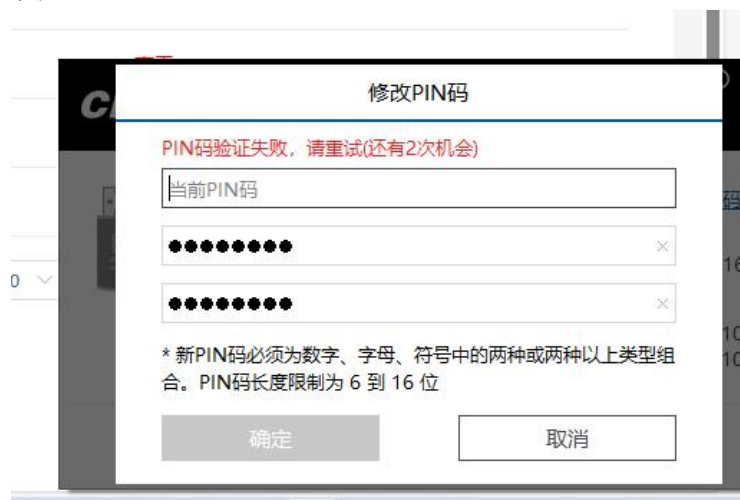 修改PIN码
PIN码验证失败，请重试(还有2次机会)
当前PIN码
●●●●●●●●
●●●●●●●●
* 新PIN码必须为数字、字母、符号中的两种或两种以上类型组
合。PIN码长度限制为 6 到 16 位
确定
取消